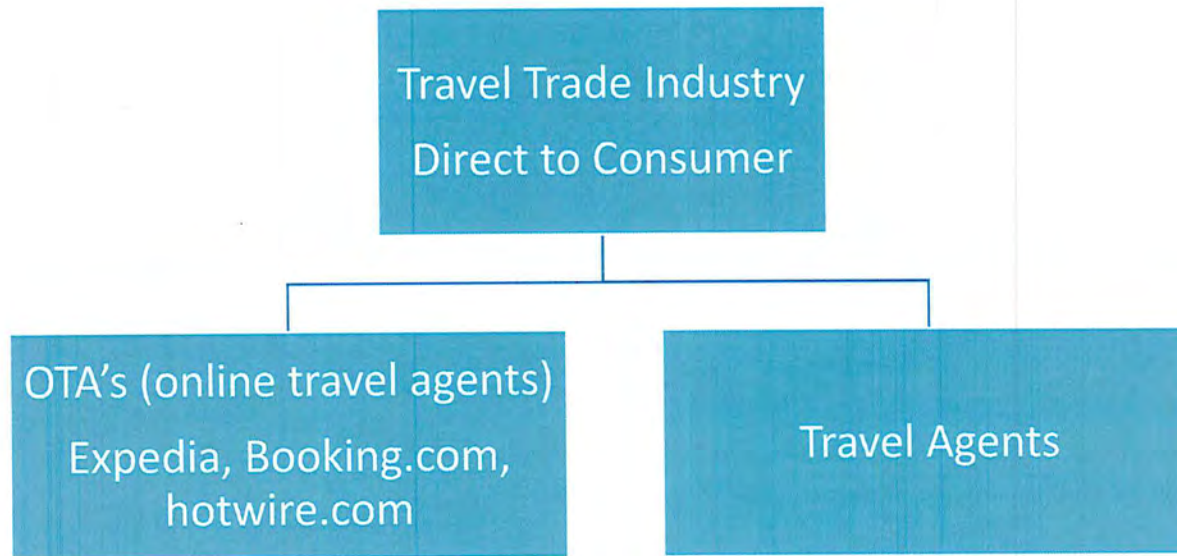 Travel Trade Industry
Direct to Consumer
OTA's (online travel agents)
Expedia, Booking.com,
hotwire.com
Travel Agents